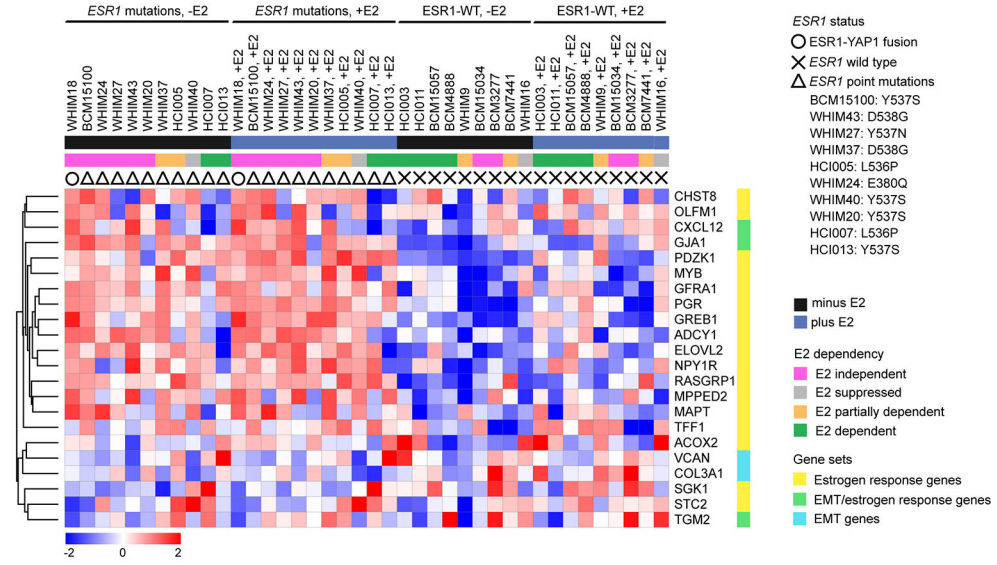 ESR1 mutations, -E2
ESR1 mutations, +E2
ESR1-WT, -E2
ESR1-WT, +E2
WHIM18
BCM15100
WHIM24
WHIM27
WHIM43
WHIM20
WHIM37
HCI005
WHIM40
HCI007
HCI013
WHIM18, +E2
BCM15100, +E2
WHIM24, +E2
WHIM27, +E2
WHIM43, +E2
WHIM20, +E2
WHIM37, +E2
HCI005, +E2
WHIM40, +E2
HCI007, +E2
HCI013, +E2
HCI003
HCI011
BCM15057
BCM4888
WHIM9
BCM15034
BCM3277
BCM7441
WHIM16
HCI003, +E2
HCI011, +E2
BCM15057, +E2
BCM4888, +E2
WHIM9, +E2
BCM15034, +E2
BCM3277, +E2
BCM7441, +E2
WHIM16, +E2
CHST8
OLFM1
CXCL12
GJA1
PDZK1
MYB
GFRA1
PGR
GREB1
ADCY1
ELOVL2
NPY1R
RASGRP1
MPPED2
MAPT
TFF1
ACOX2
VCAN
COL3A1
SGK1
STC2
TGM2
-2 0 2
ESR1 status
ESR1-YAP1 fusion
ESR1 wild type
ESR1 point mutations
BCM15100: Y537S
WHIM43: D538G
WHIM27: Y537N
WHIM37: D538G
HCI005: L536P
WHIM24: E380Q
WHIM40: Y537S
WHIM20: Y537S
HCI007: L536P
HCI013: Y537S
minus E2
plus E2
E2 dependency
E2 independent
E2 suppressed
E2 partially dependent
E2 dependent
Gene sets
Estrogen response genes
EMT/estrogen response genes
EMT genes